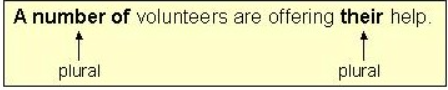 A number of volunteers are offering their help.
plural plural